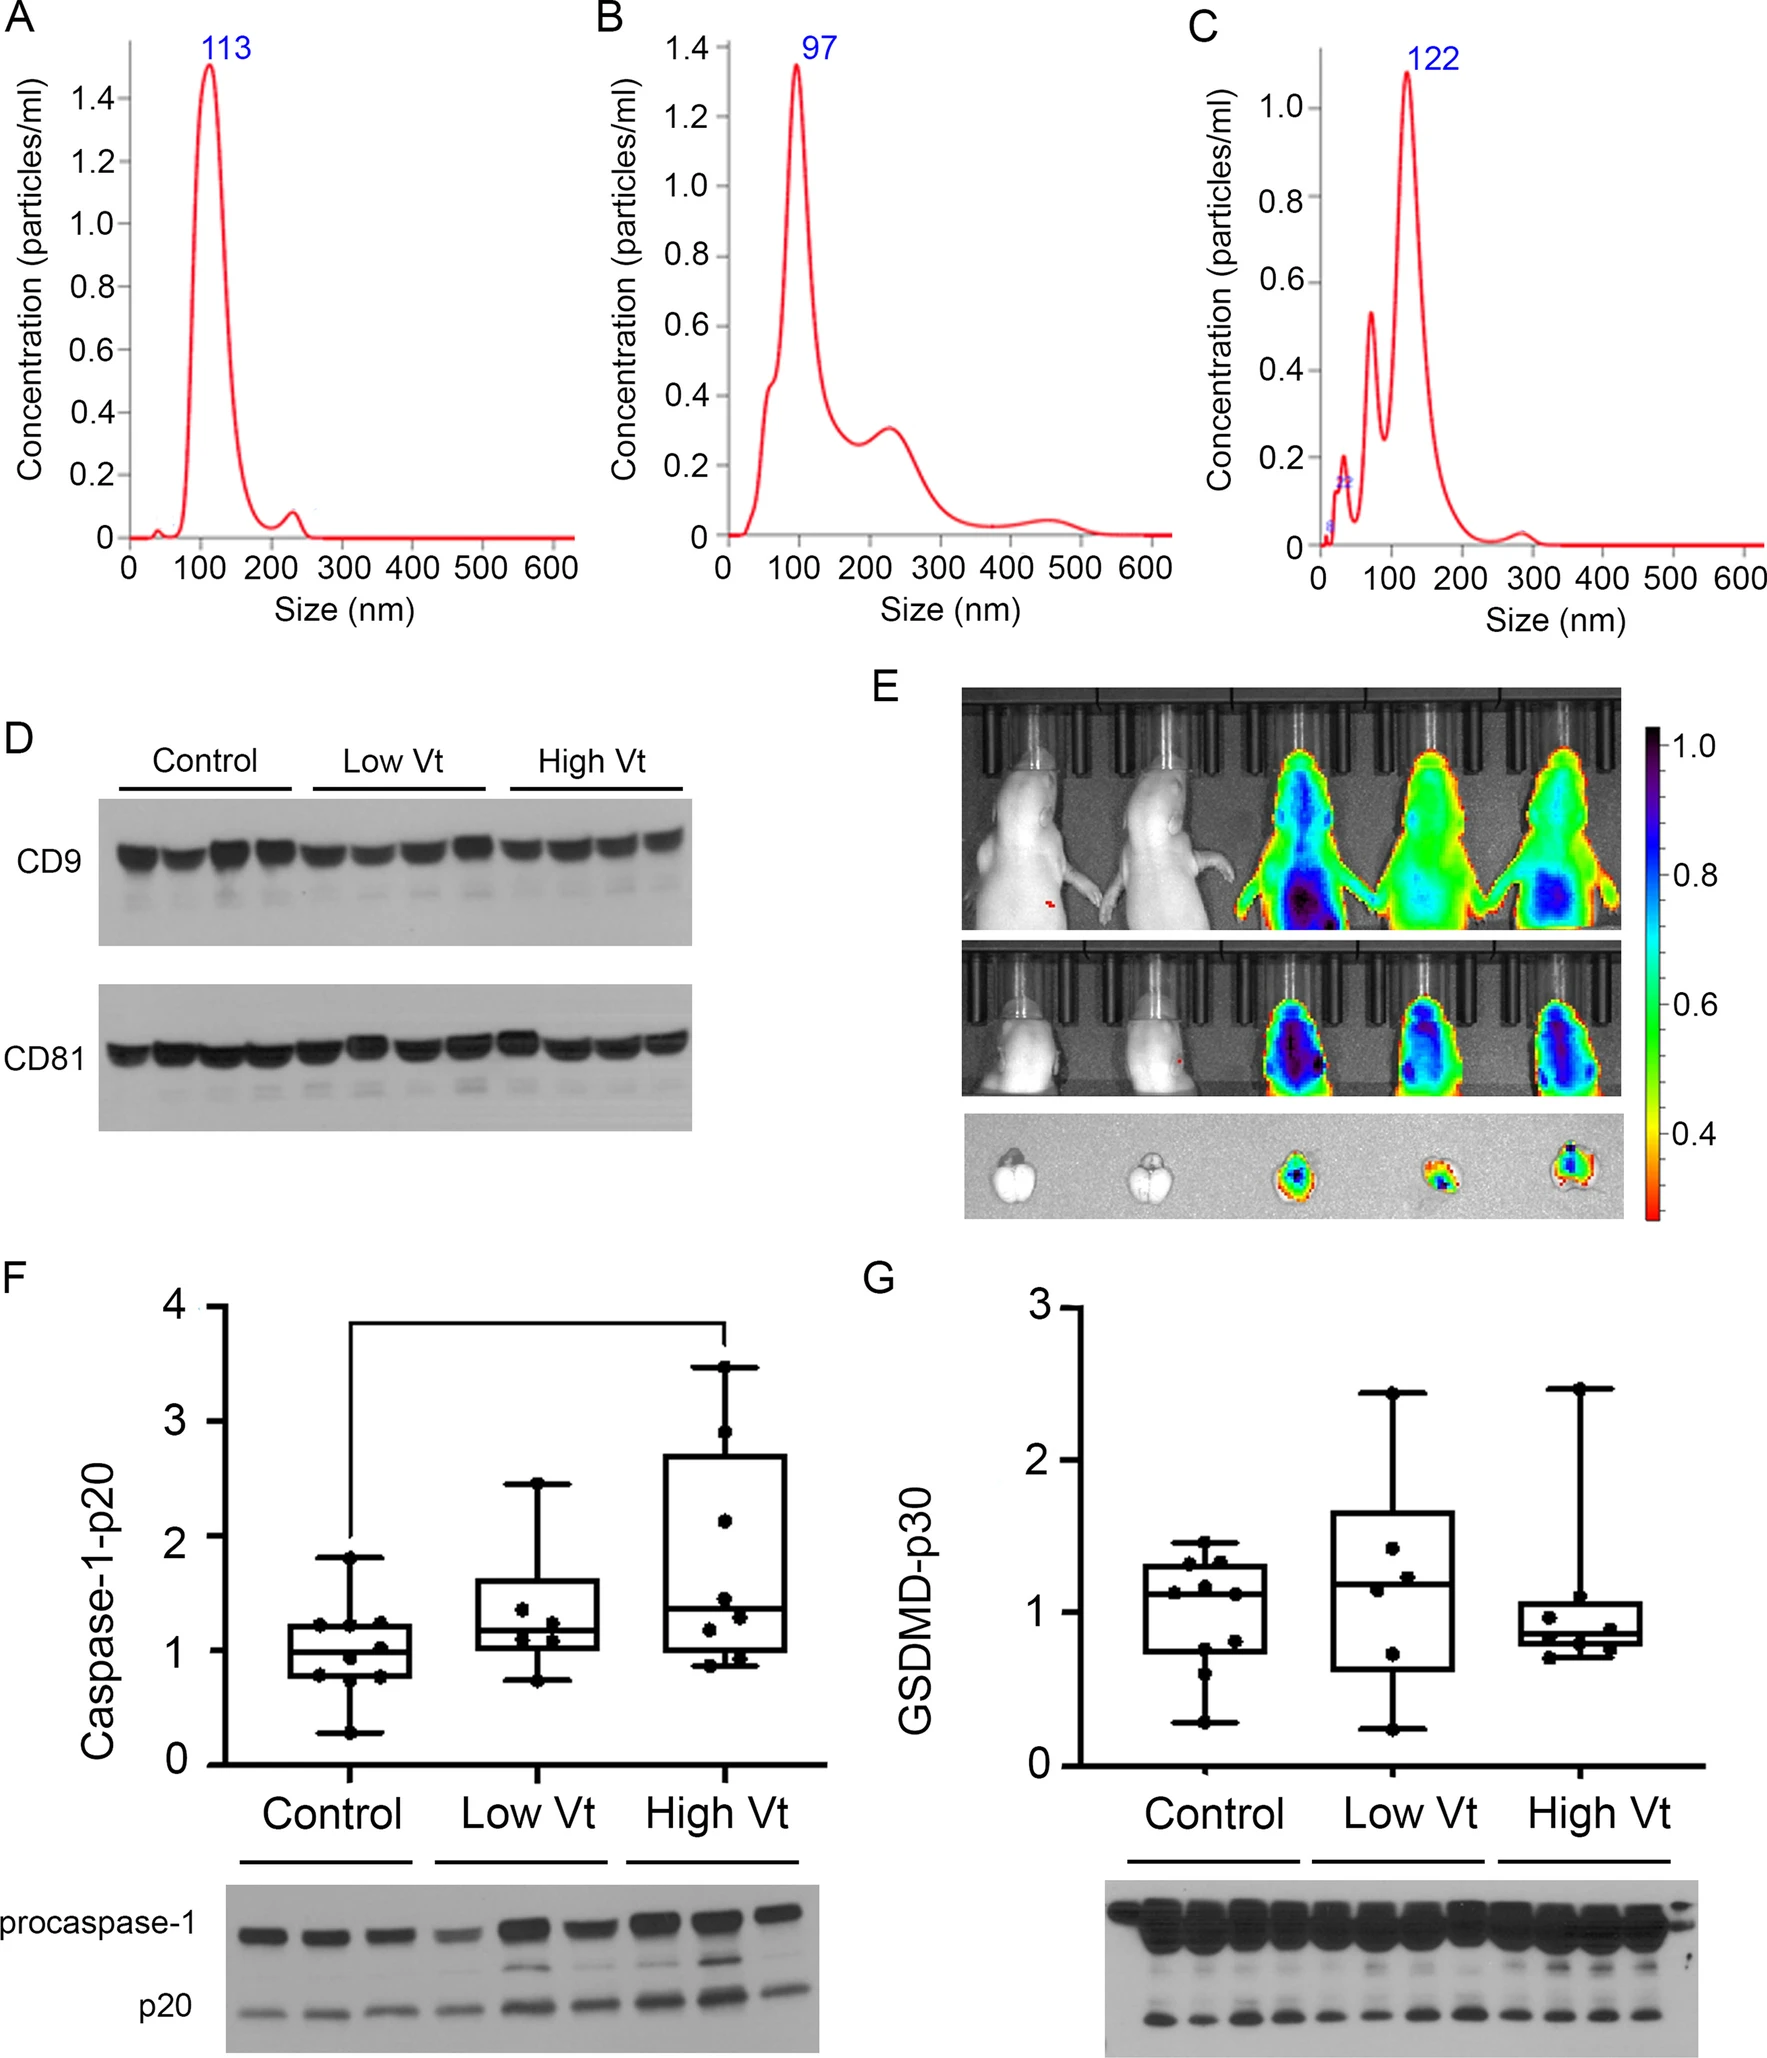 A
113
Concentration (particles/ml)
1.4
1.2
1.0
0.8
0.6
0.4
0.2
0
0 100 200 300 400 500 600
Size (nm)
B
97
Concentration (particles/ml)
1.4
1.2
1.0
0.8
0.6
0.4
0.2
0
0 100 200 300 400 500 600
Size (nm)
C
122
Concentration (particles/ml)
1.0
0.8
0.6
0.4
0.2
0
0 100 200 300 400 500 600
Size (nm)
D
Control Low Vt High Vt
CD9
CD81
E
1.0
0.8
0.6
0.4
F
Caspase-1-p20
4
3
2
1
0
Control Low Vt High Vt
procaspase-1
p20
G
GSDMD-p30
3
2
1
0
Control Low Vt High Vt